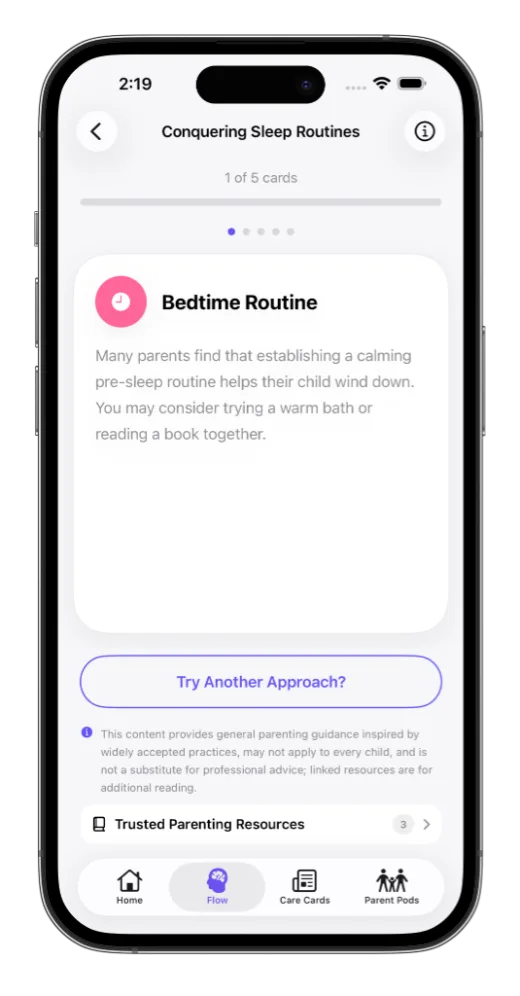 2:19
Conquering Sleep Routines
1 of 5 cards
Bedtime Routine
Many parents find that establishing a calming
pre-sleep routine helps their child wind down.
You may consider trying a warm bath or
reading a book together.
Try Another Approach?
This content provides general parenting guidance inspired by
widely accepted practices, may not apply to every child, and is
not a substitute for professional advice; linked resources are for
additional reading.
Trusted Parenting Resources 3
Home Flow Care Cards Parent Pods